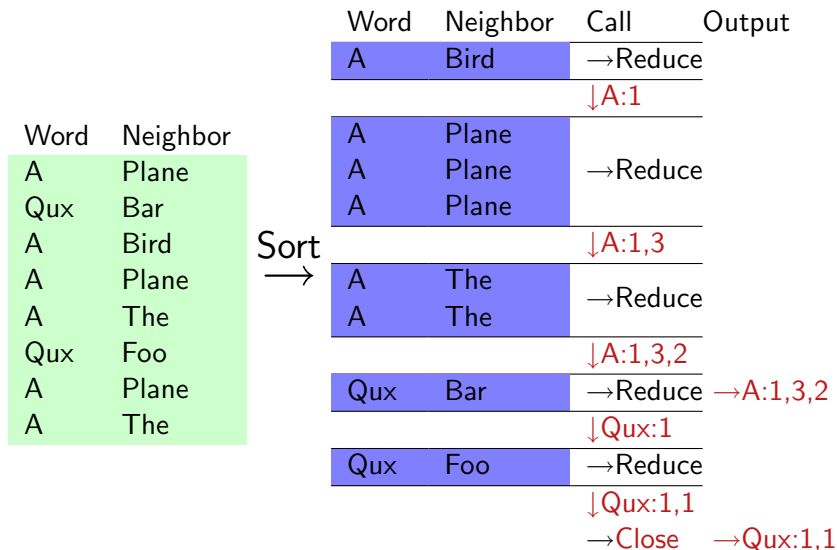 Word Neighbor Call Output
A Bird →Reduce
↓A:1
A Plane
A Plane →Reduce
A Plane
↓A:1,3
A The
→Reduce
A The
↓A:1,3,2
Qux Bar →Reduce →A:1,3,2
↓Qux:1
Qux Foo →Reduce
↓Qux:1,1
→Close →Qux:1,1
Word Neighbor
A Plane
Qux Bar
A Bird
A Plane
A The
Qux Foo
A Plane
A The
Sort
→